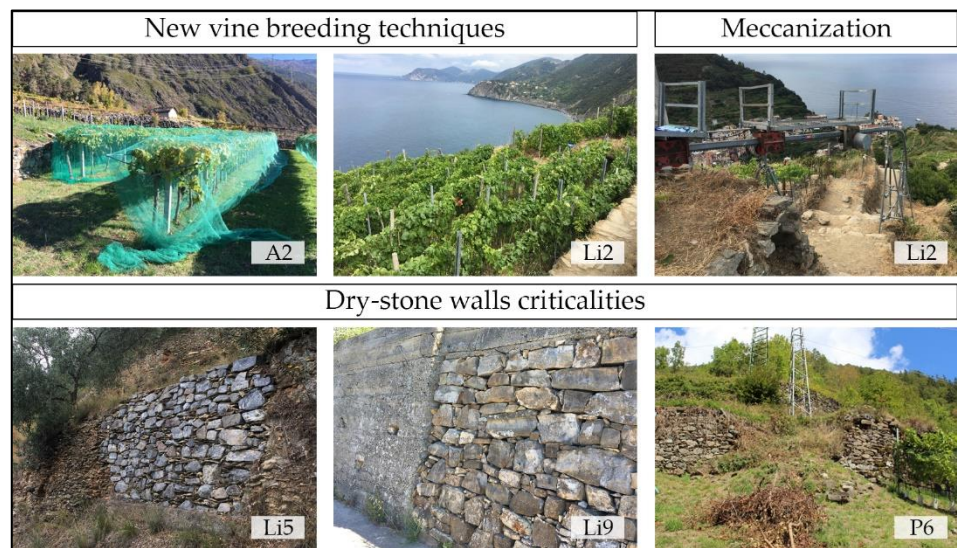 New vine breeding techniques
Meccanization
A2
Li2
Li2
Dry-stone walls criticalities
Li5
Li9
P6